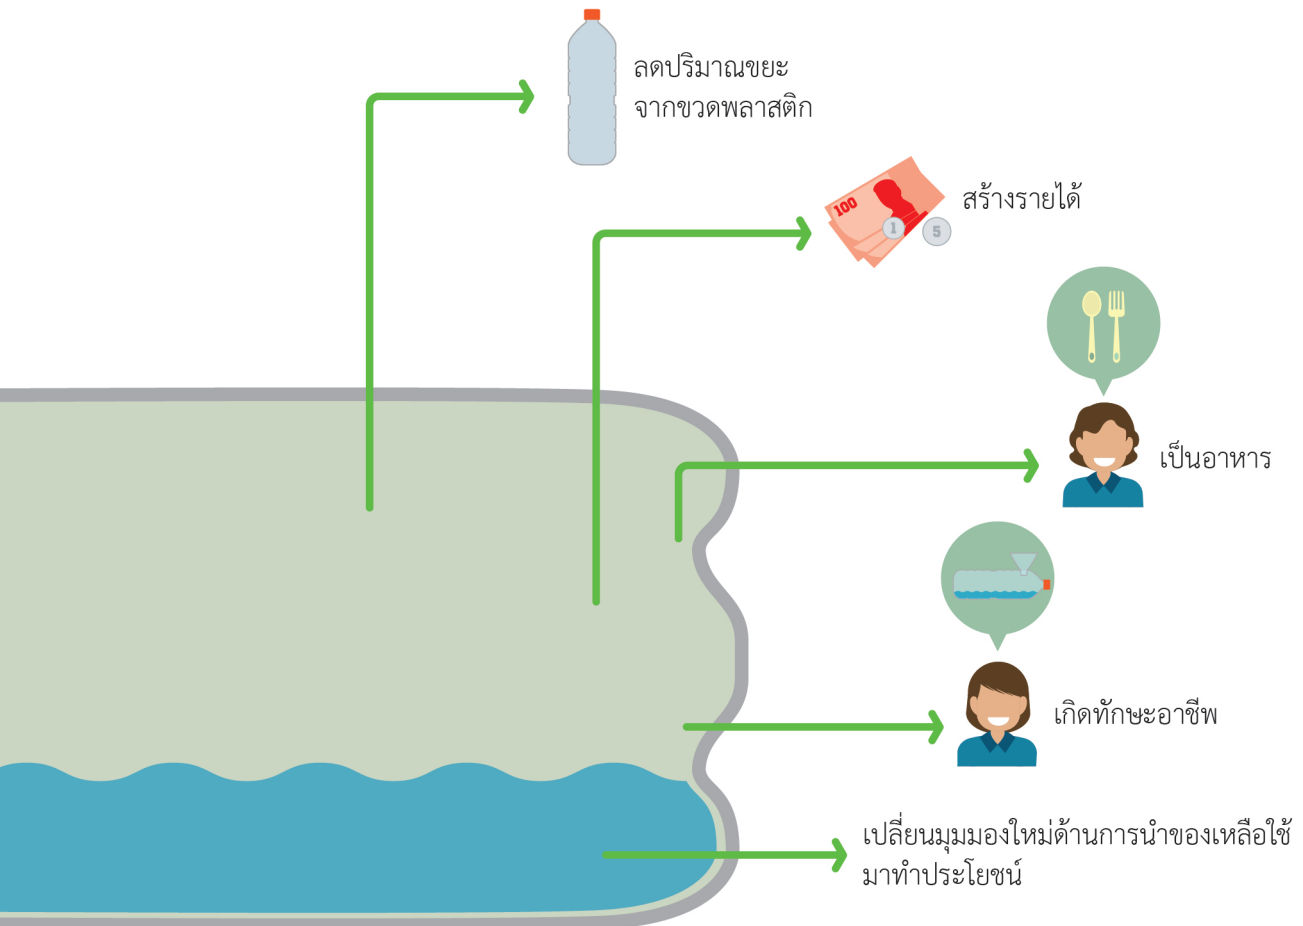 ลดปริมาณขยะ
จากขวดพลาสติก
100
1
5
สร้างรายได้
เป็นอาหาร
เกิดทักษะอาชีพ
เปลี่ยนมุมมองใหม่ด้านการนำของเหลือใช้
มาทำประโยชน์